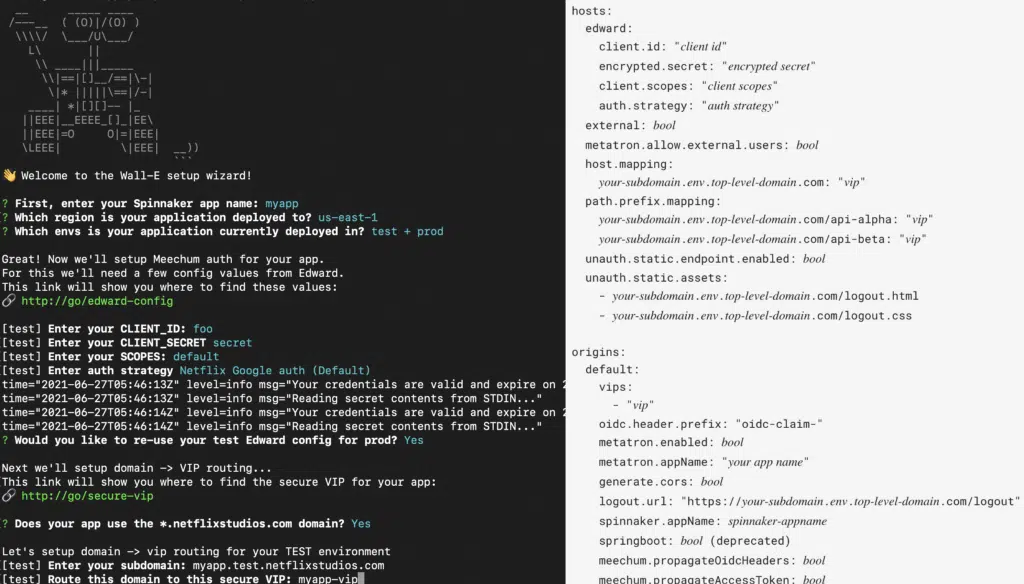 👋 Welcome to the Wall-E setup wizard!
? First, enter your Spinnaker app name: myapp
? Which region is your application deployed to? us-east-1
? Which envs is your application currently deployed in? test + prod
Great! Now we'll setup Meechum auth for your app.
For this we'll need a few config values from Edward.
This link will show you where to find these values:
🔗 http://go/edward-config
[test] Enter your CLIENT_ID: foo
[test] Enter your CLIENT_SECRET secret
[test] Enter your SCOPES: default
[test] Enter auth strategy Netflix Google auth (Default)
time="2021-06-27T05:46:13Z" level=info msg="Your credentials are valid and expire on 2
time="2021-06-27T05:46:13Z" level=info msg="Reading secret contents from STDIN..."
time="2021-06-27T05:46:14Z" level=info msg="Your credentials are valid and expire on 2
time="2021-06-27T05:46:14Z" level=info msg="Reading secret contents from STDIN..."
? Would you like to re-use your test Edward config for prod? Yes
Next we'll setup domain -> VIP routing...
This link will show you where to find the secure VIP for your app:
🔗 http://go/secure-vip
? Does your app use the *.netflixstudios.com domain? Yes
Let's setup domain -> vip routing for your TEST environment
[test] Enter your subdomain: myapp.test.netflixstudios.com
[test] Route this domain to this secure VIP: myapp-vip
hosts:
edward:
client.id: "client id"
encrypted.secret: "encrypted secret"
client.scopes: "client scopes"
auth.strategy: "auth strategy"
external: bool
metatron.allow.external.users: bool
host.mapping:
your-subdomain.env.top-level-domain.com: "vip"
path.prefix.mapping:
your-subdomain.env.top-level-domain.com/api-alpha: "vip"
your-subdomain.env.top-level-domain.com/api-beta: "vip"
unauth.static.endpoint.enabled: bool
unauth.static.assets:
- your-subdomain.env.top-level-domain.com/logout.html
- your-subdomain.env.top-level-domain.com/logout.css
origins:
default:
vips:
- "vip"
oidc.header.prefix: "oidc-claim-"
metatron.enabled: bool
metatron.appName: "your app name"
generate.cors: bool
logout.url: "https://your-subdomain.env.top-level-domain.com/logout"
spinnaker.appName: spinnaker-appname
springboot: bool (deprecated)
meechum.propagateOidcHeaders: bool
meechum.propagateAccessToken: bool